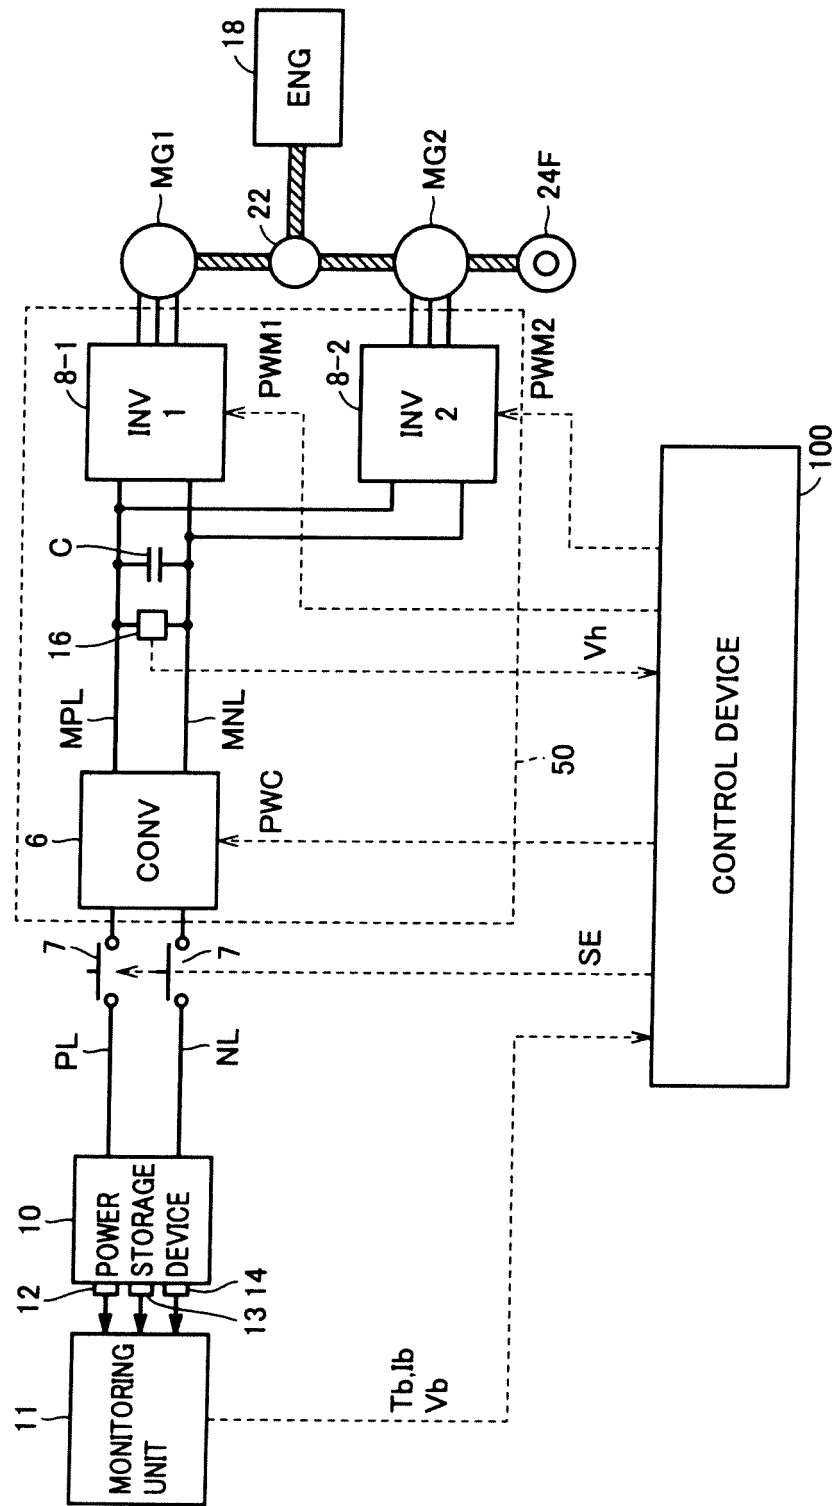 18
ENG
MG1
22
MG2
24F
8-1
INV
1
PWM1
8-2
INV
2
PWM2
C
16
MPL
MNL
Vh
6
CONV
PWC
50
7
7
SE
PL
NL
10
POWER
STORAGE
DEVICE
12
13
14
11
MONITORING
UNIT
Tb,Ib
Vb
CONTROL DEVICE
100